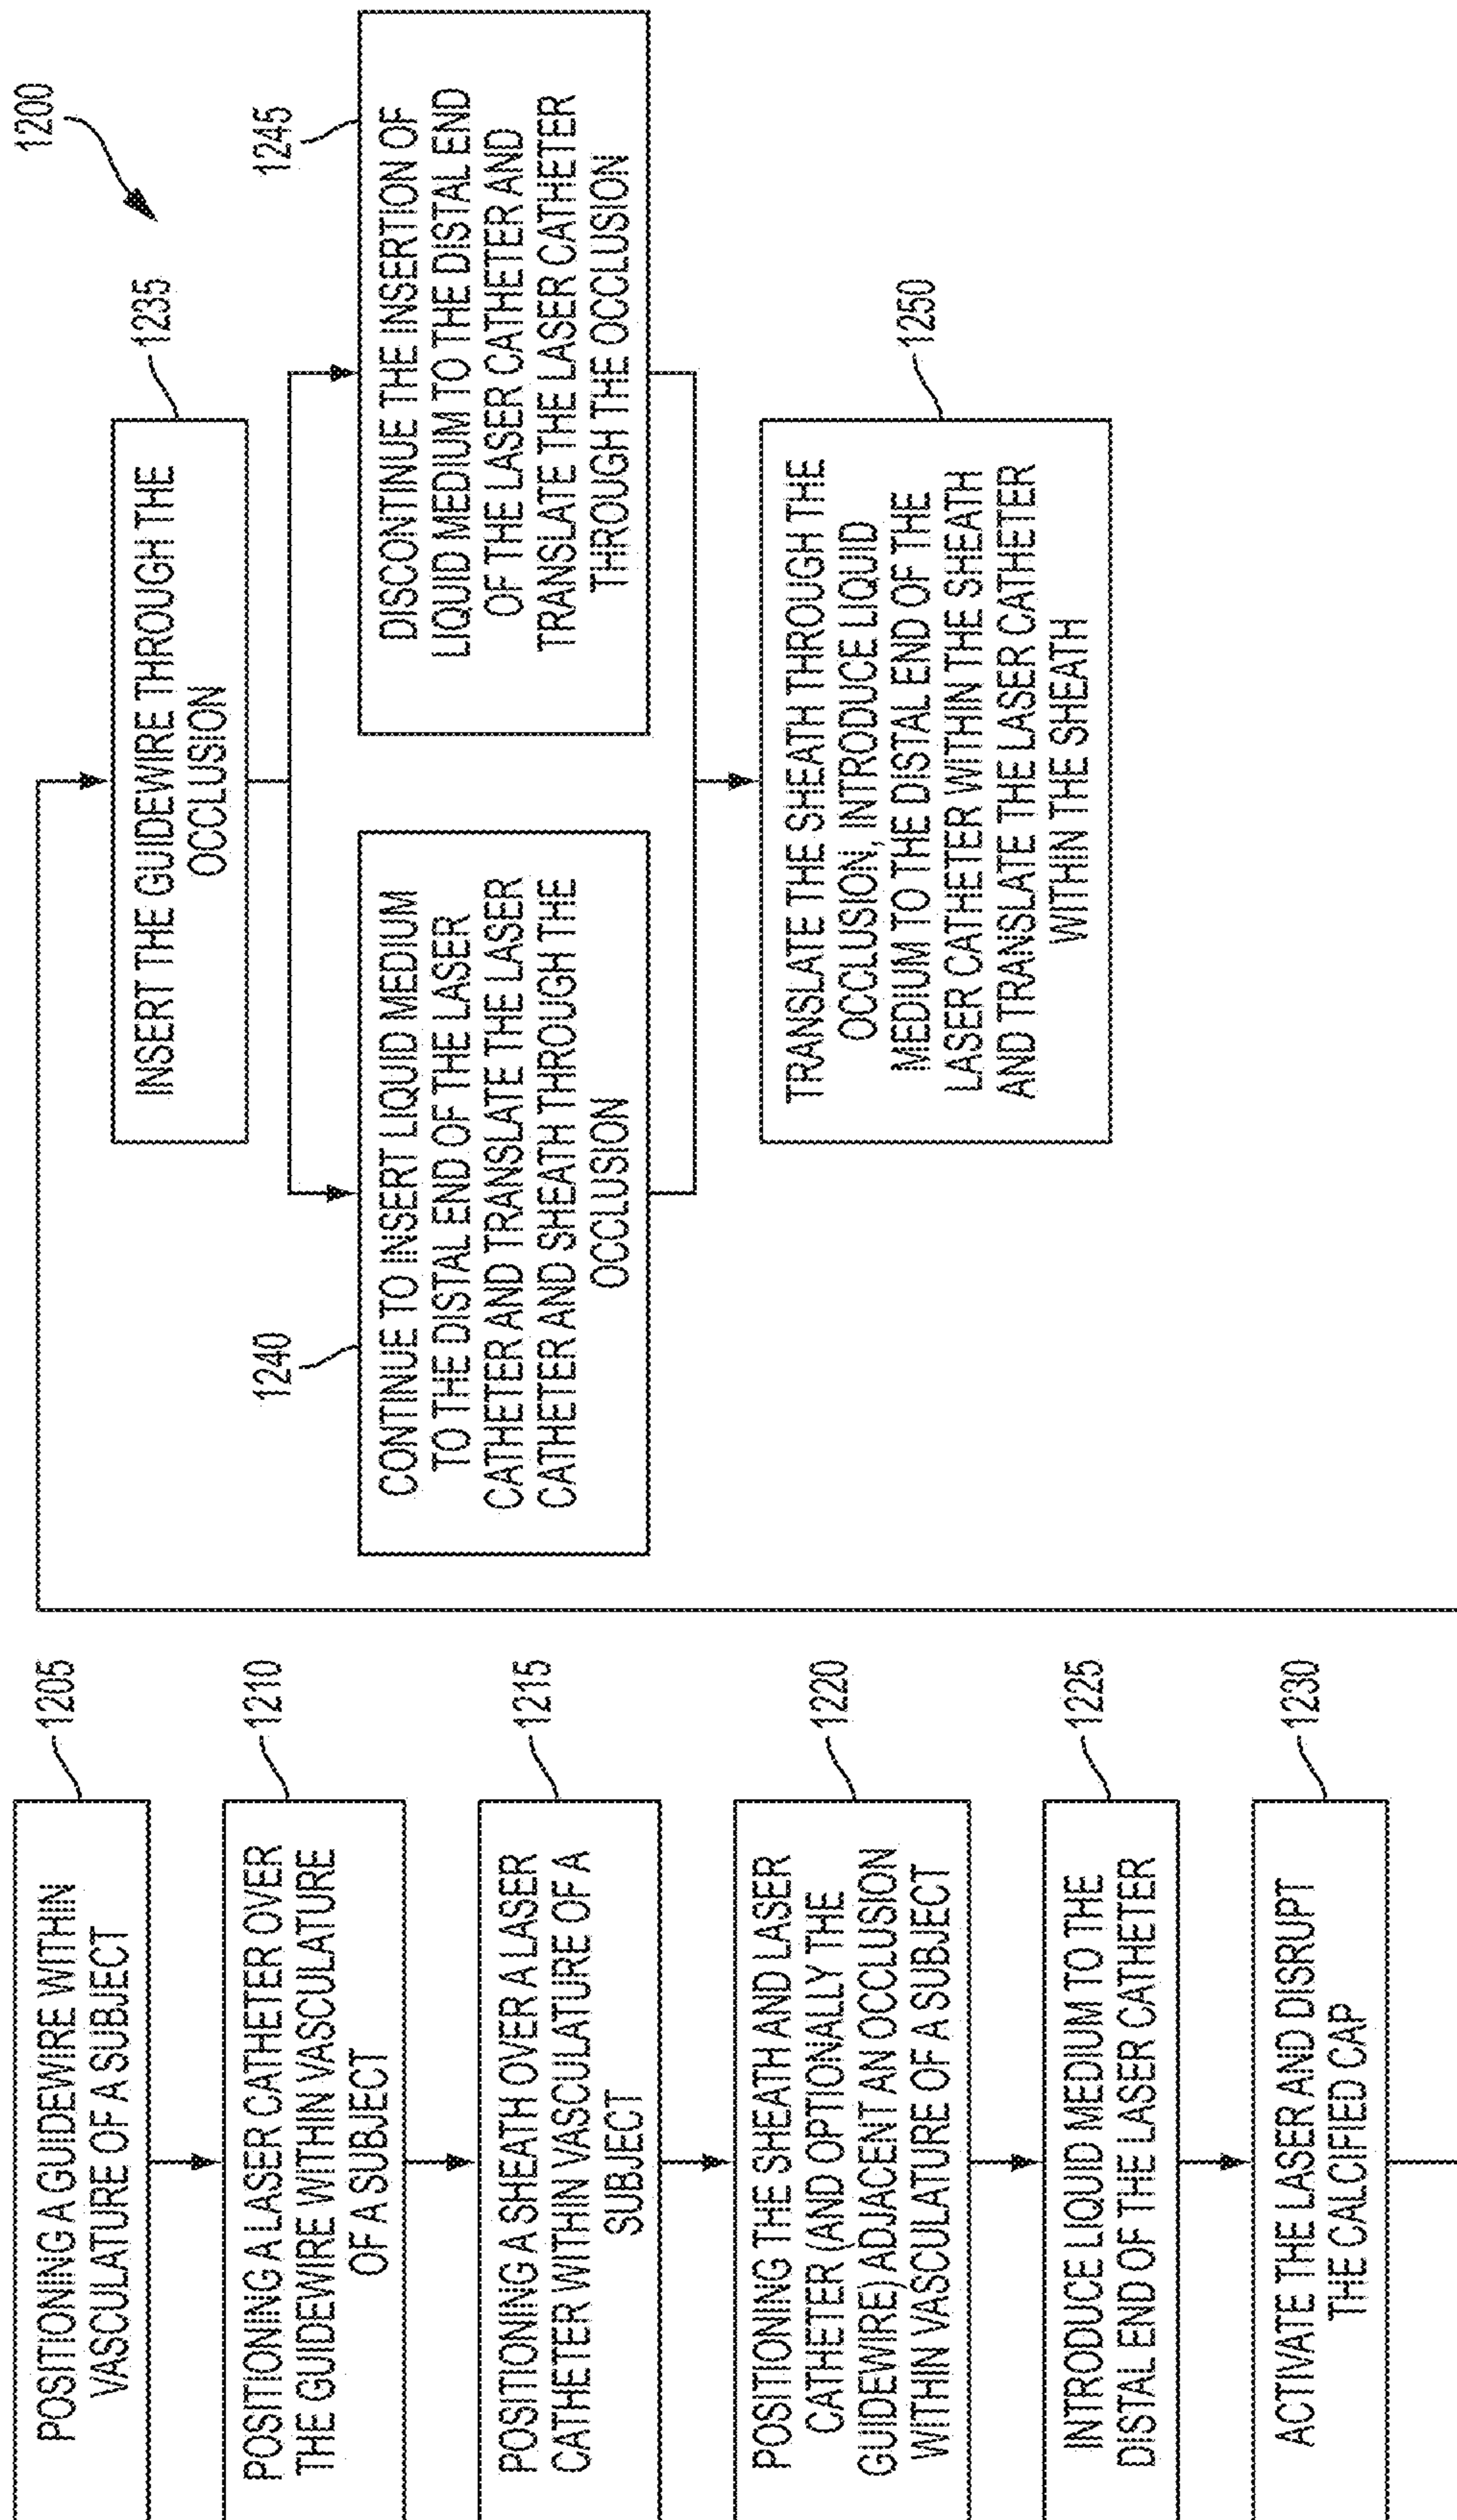 1200
POSITIONING A GUIDEWIRE WITHIN
VASCULATURE OF A SUBJECT
1205
POSITIONING A LASER CATHETER OVER
THE GUIDEWIRE WITHIN VASCULATURE
OF A SUBJECT
1210
POSITIONING A SHEATH OVER A LASER
CATHETER WITHIN VASCULATURE OF A
SUBJECT
1215
POSITIONING THE SHEATH AND LASER
CATHETER (AND OPTIONALLY THE
GUIDEWIRE) ADJACENT AN OCCLUSION
WITHIN VASCULATURE OF A SUBJECT
1220
INTRODUCE LIQUID MEDIUM TO THE
DISTAL END OF THE LASER CATHETER
1225
ACTIVATE THE LASER AND DISRUPT
THE CALCIFIED CAP
1230
INSERT THE GUIDEWIRE THROUGH THE
OCCLUSION
1235
1240
CONTINUE TO INSERT LIQUID MEDIUM
TO THE DISTAL END OF THE LASER
CATHETER AND TRANSLATE THE LASER
CATHETER AND SHEATH THROUGH THE
OCCLUSION
1245
DISCONTINUE THE INSERTION OF
LIQUID MEDIUM TO THE DISTAL END
OF THE LASER CATHETER AND
TRANSLATE THE LASER CATHETER
THROUGH THE OCCLUSION
TRANSLATE THE SHEATH THROUGH THE
OCCLUSION, INTRODUCE LIQUID
MEDIUM TO THE DISTAL END OF THE
LASER CATHETER WITHIN THE SHEATH
AND TRANSLATE THE LASER CATHETER
WITHIN THE SHEATH
1250